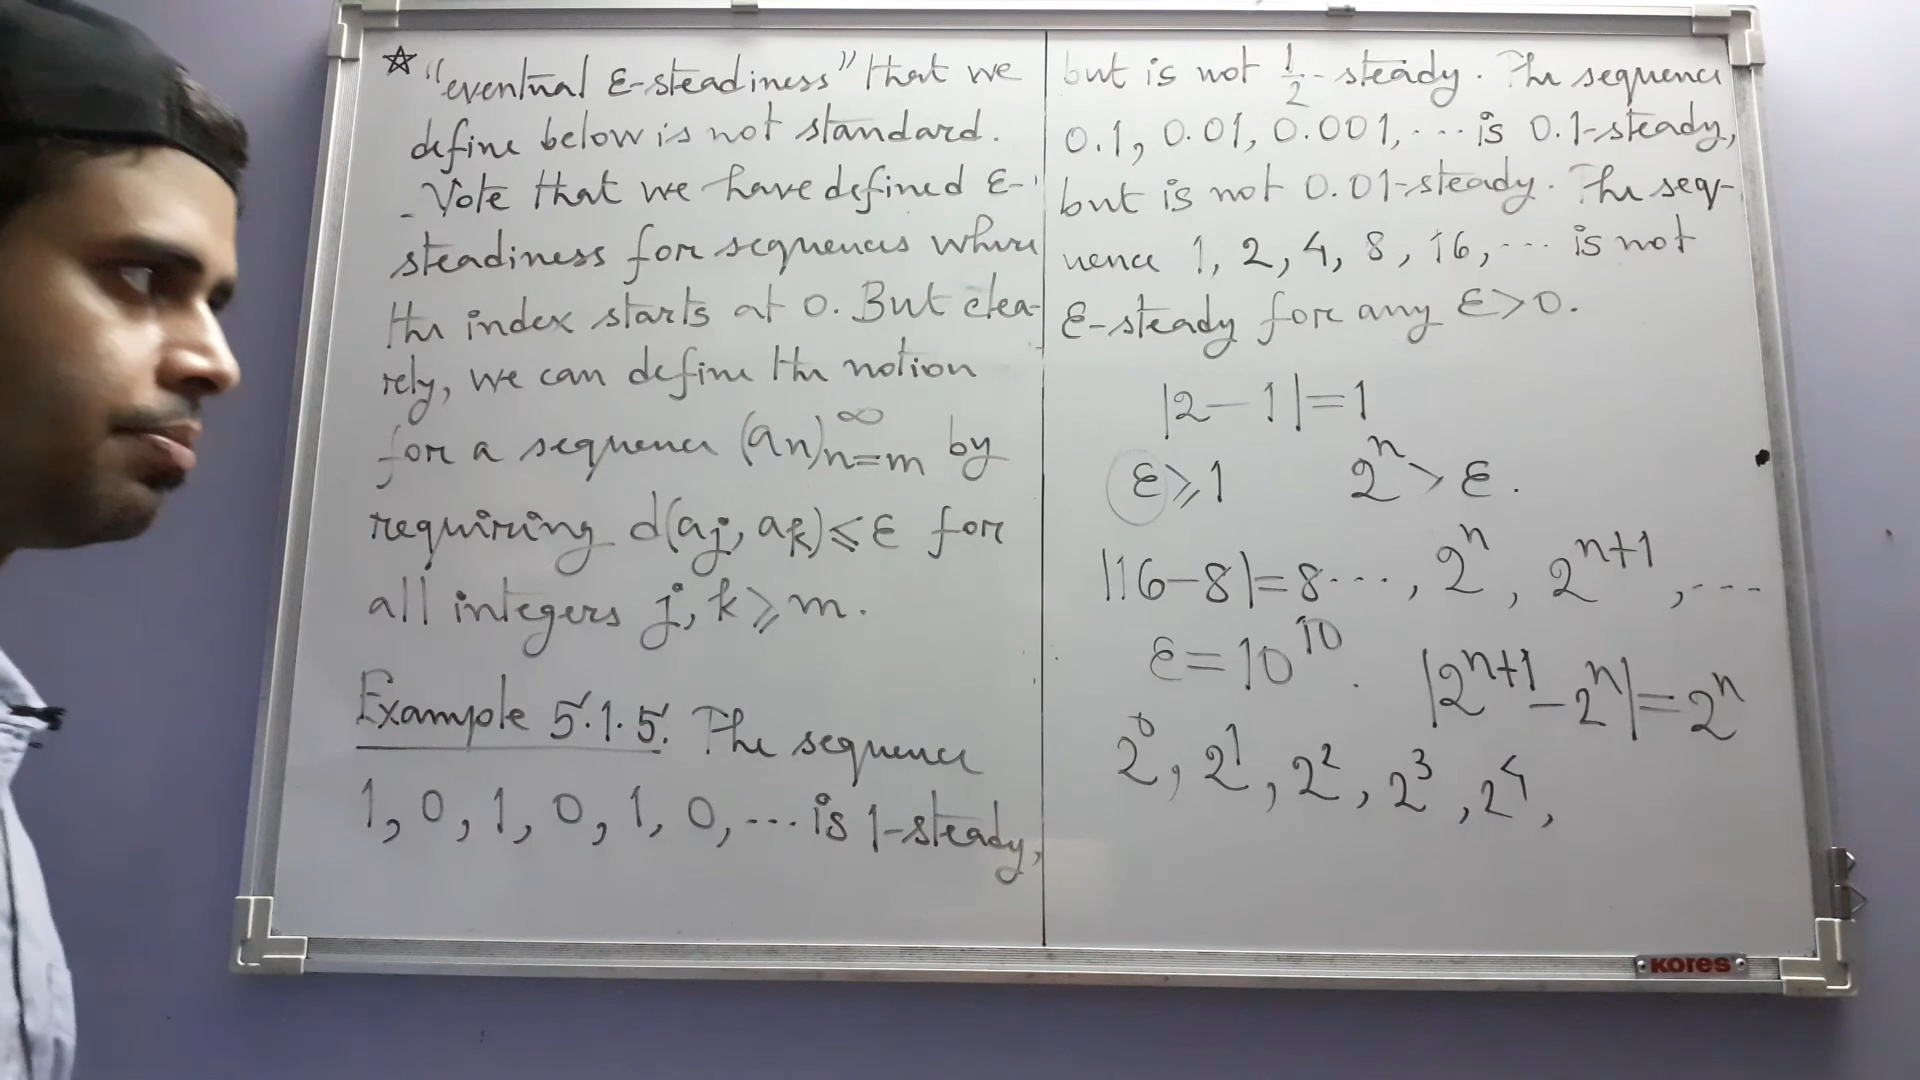 ☆ "eventual ε-steadiness" that we
define below is not standard.
Note that we have defined ε-
steadiness for sequences where
the index starts at 0. But clea-
rely, we can define the notion
for a sequence (aₙ)ₙ₌ₘ^∞ by
requiring d(aⱼ, aₖ) ⩽ ε for
all integers j, k ⩾ m.
Example 5.1.5. The sequence
1, 0, 1, 0, 1, 0, ... is 1-steady,
but is not 1/2-steady. The sequence
0.1, 0.01, 0.001, ... is 0.1-steady,
but is not 0.01-steady. The seq-
uence 1, 2, 4, 8, 16, ... is not
ε-steady for any ε>0.
|2-1|=1
ε⩾1 2ⁿ > ε.
|16-8|=8 ..., 2ⁿ, 2ⁿ⁺¹, ...
ε=10¹⁰. |2ⁿ⁺¹-2ⁿ|=2ⁿ
2⁰, 2¹, 2², 2³, 2⁴,
kores